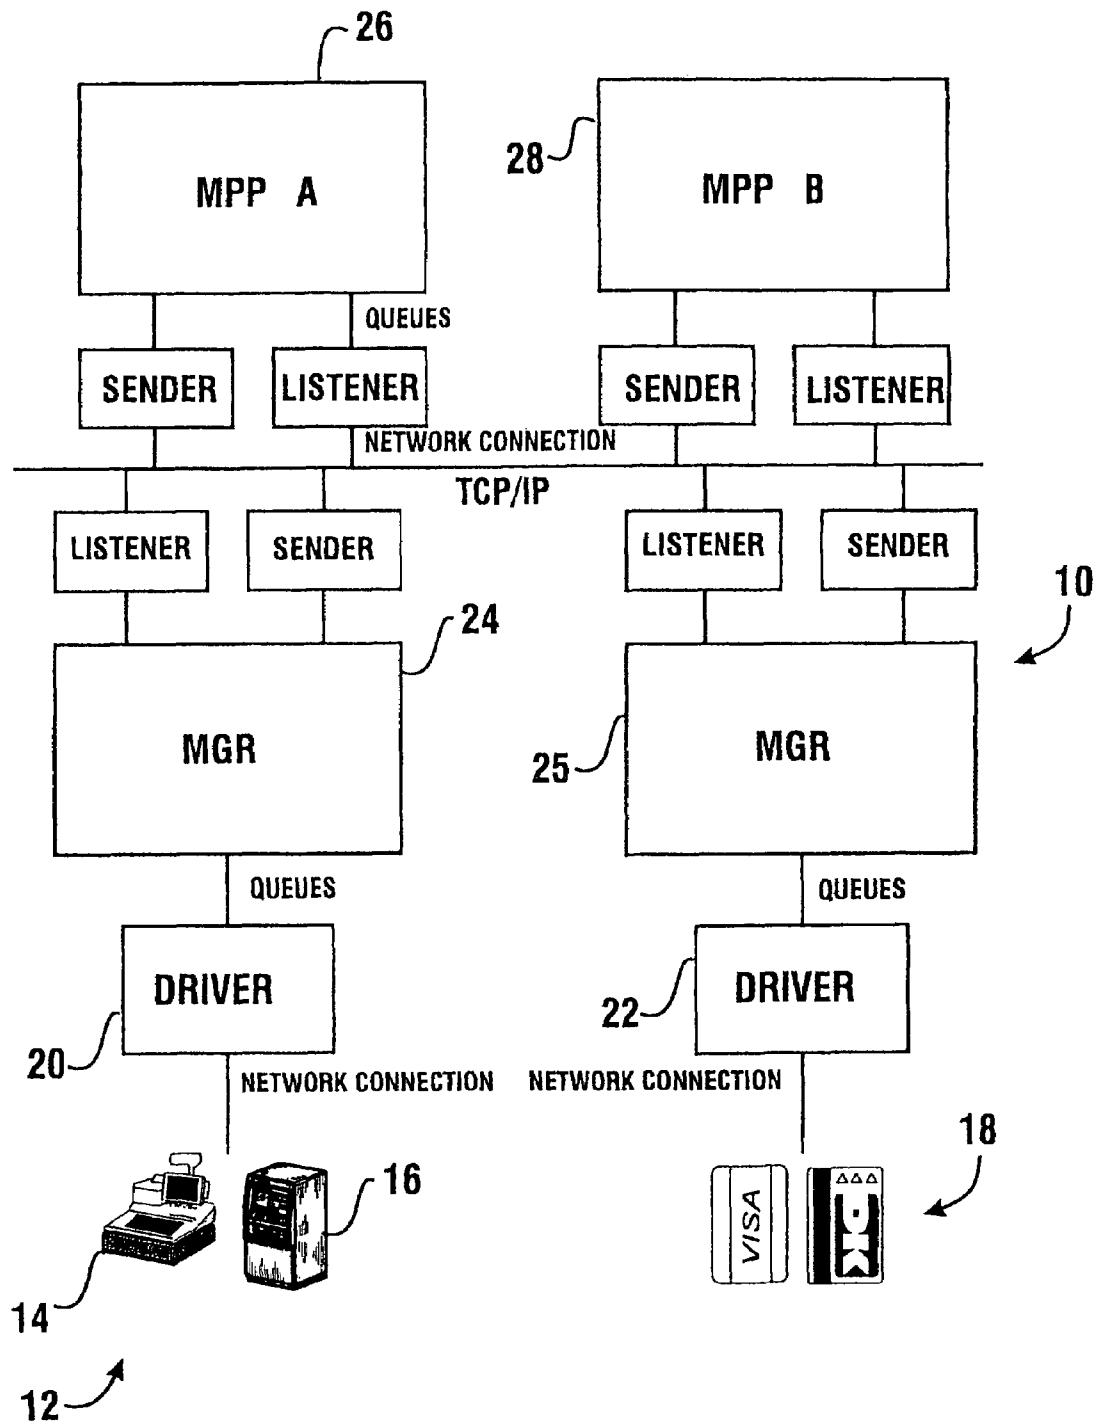 26
28
MPP A
MPP B
QUEUES
SENDER
LISTENER
SENDER
LISTENER
NETWORK CONNECTION
TCP/IP
LISTENER
SENDER
LISTENER
SENDER
10
24
MGR
25
MGR
QUEUES
QUEUES
DRIVER
22
DRIVER
20
NETWORK CONNECTION
NETWORK CONNECTION
18
16
VISA
14
12